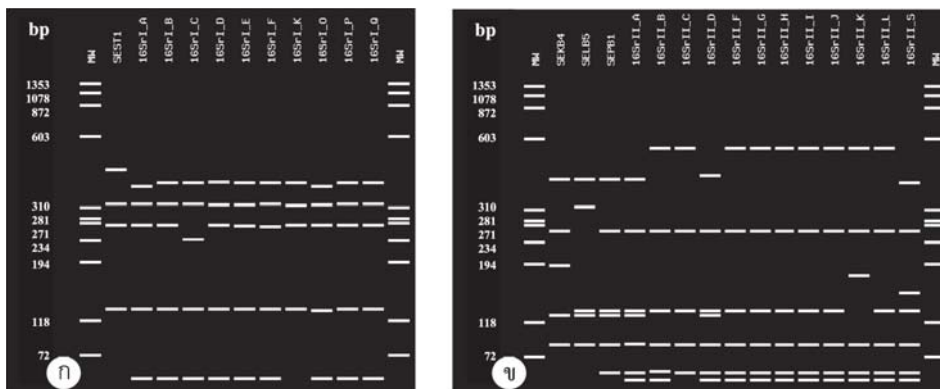 bp
MW
SEST1
16SrI_A
16SrI_B
16SrI_C
16SrI_D
16SrI_E
16SrI_F
16SrI_K
16SrI_O
16SrI_P
16SrI_Q
MW
1353
1078
872
603
310
281
271
234
194
118
72
ก
bp
MW
SEKB4
SELB5
SEPB1
16SrII_A
16SrII_B
16SrII_C
16SrII_D
16SrII_F
16SrII_G
16SrII_H
16SrII_I
16SrII_J
16SrII_K
16SrII_L
16SrII_S
MW
1353
1078
872
603
310
281
271
234
194
118
72
ข